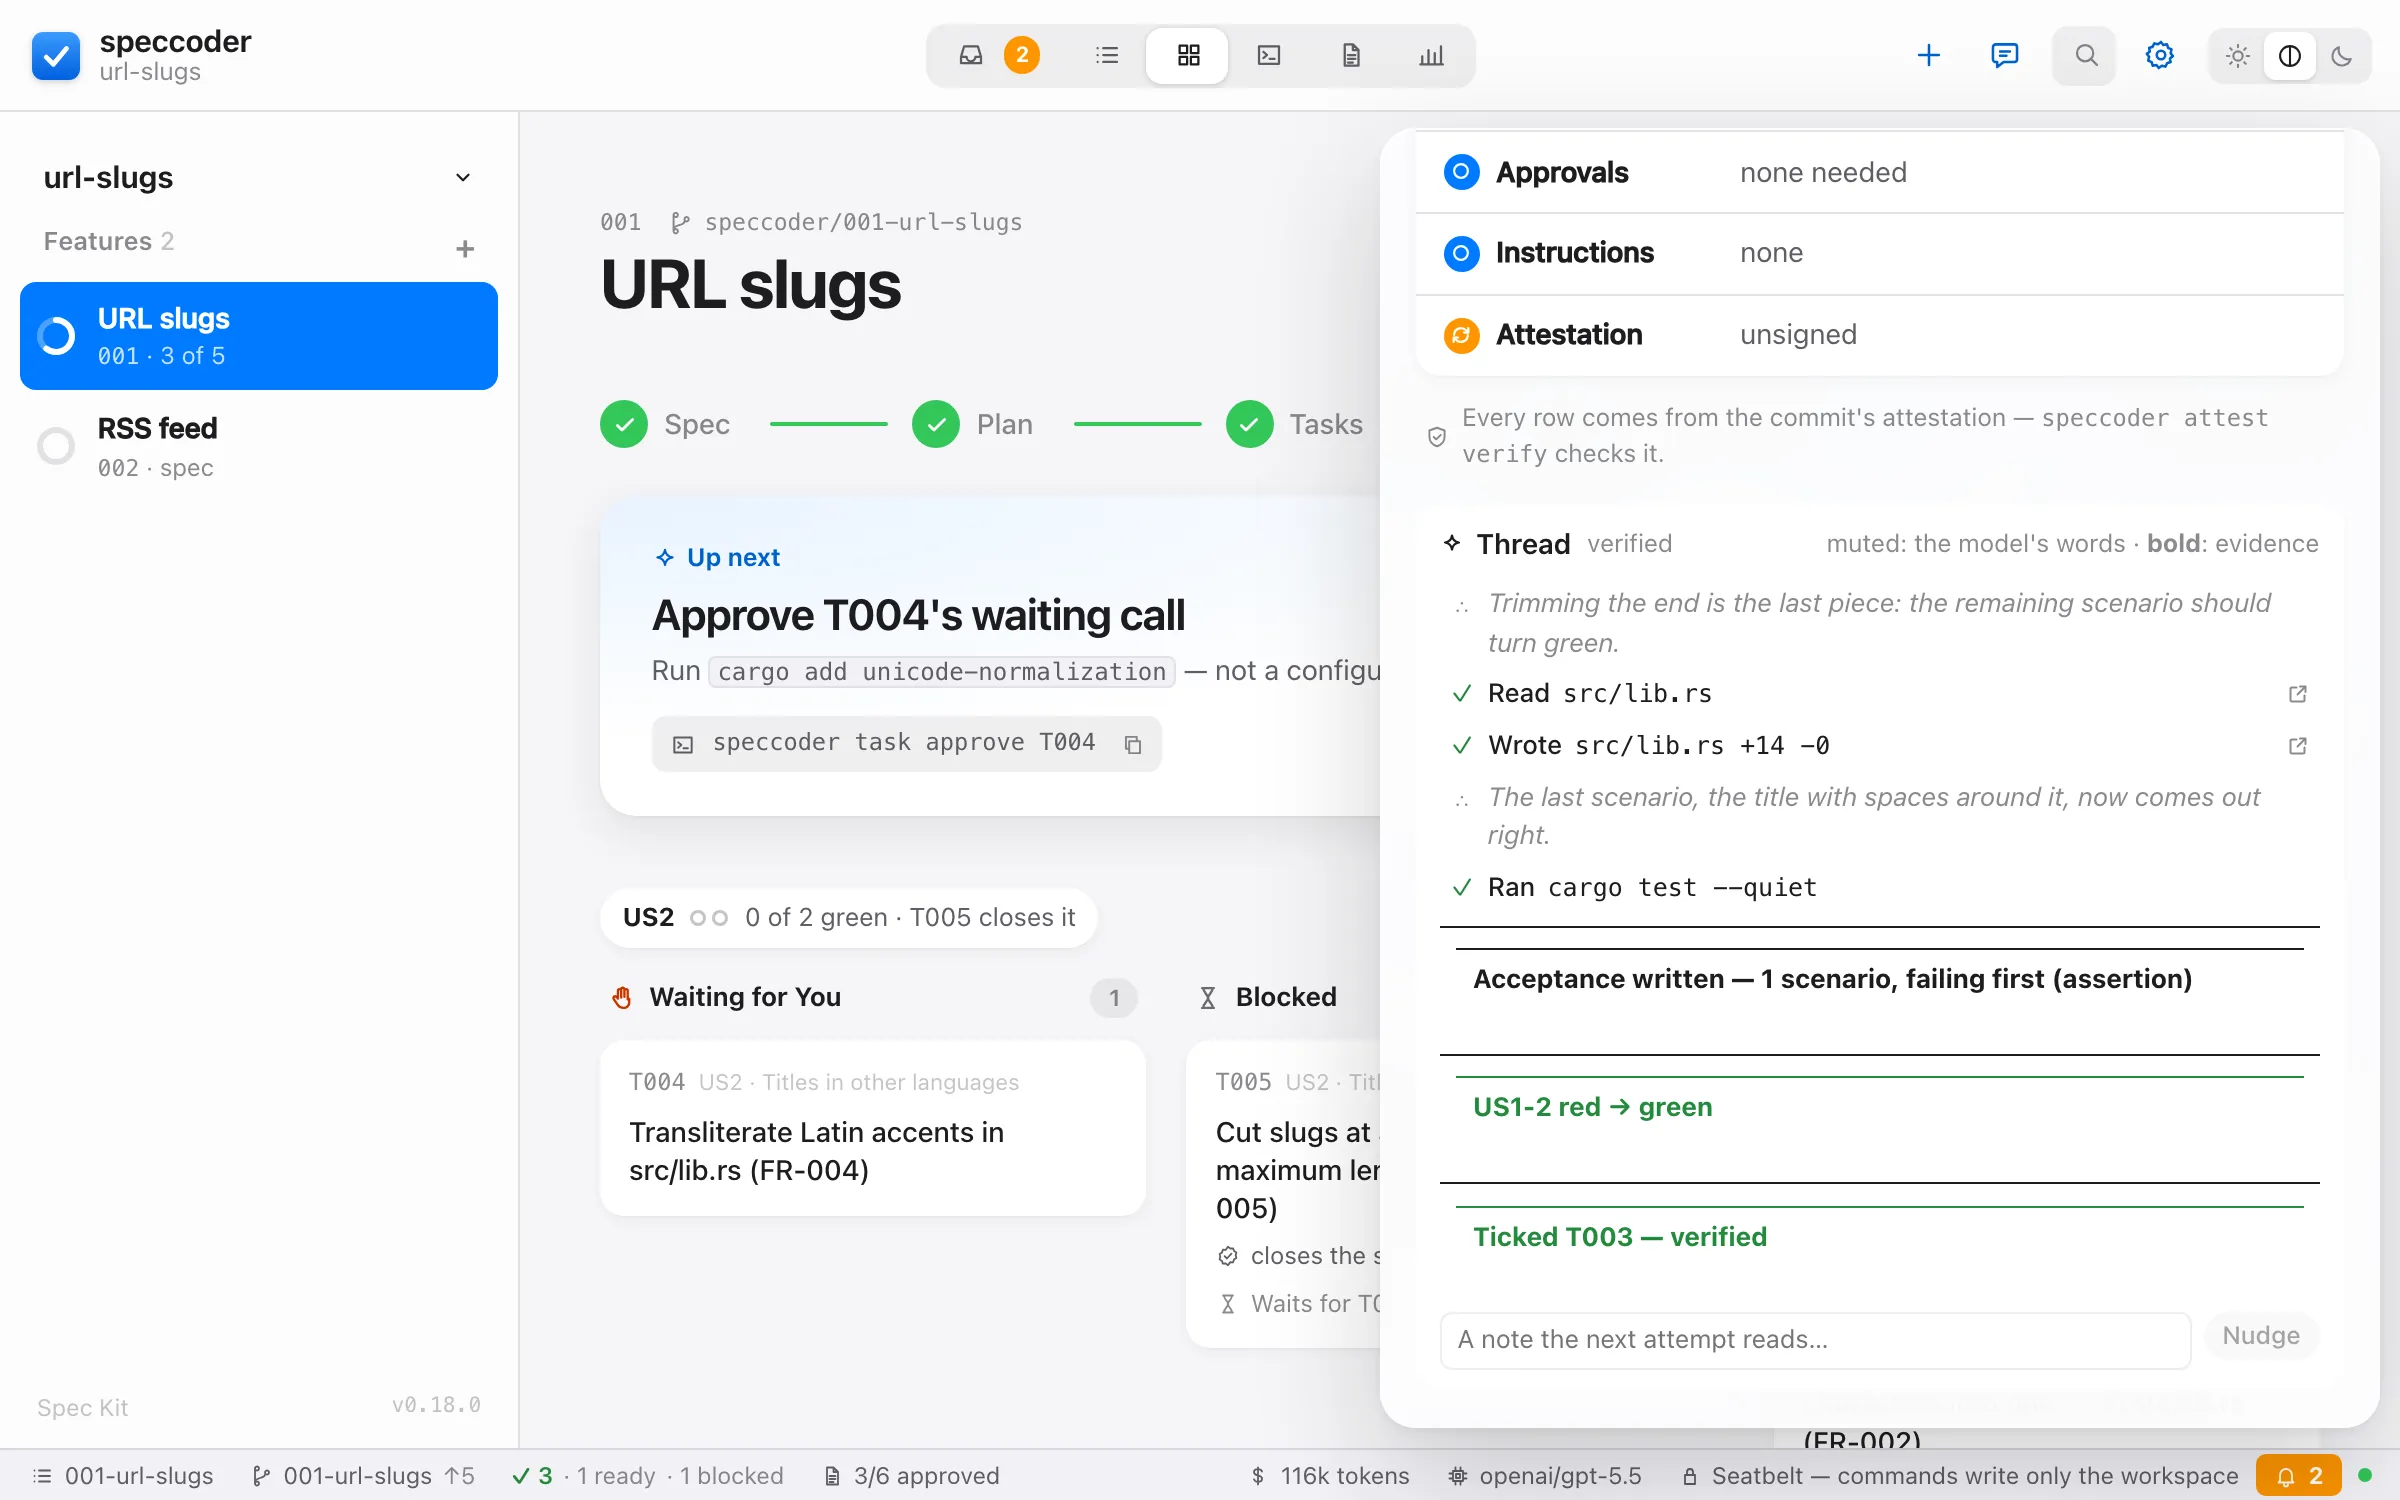 speccoder
url-slugs
2
url-slugs
Features 2
URL slugs
001 · 3 of 5
RSS feed
002 · spec
Spec Kit
v0.18.0
001 speccoder/001-url-slugs
URL slugs
Spec
Plan
Tasks
Up next
Approve T004's waiting call
Run cargo add unicode-normalization — not a configu
speccoder task approve T004
US2 0 of 2 green · T005 closes it
Waiting for You 1
T004 US2 · Titles in other languages
Transliterate Latin accents in
src/lib.rs (FR-004)
Blocked
T005 US2 · Titl
Cut slugs at
maximum len
005)
closes the s
Waits for T0
Approvals none needed
Instructions none
Attestation unsigned
Every row comes from the commit's attestation — speccoder attest
verify checks it.
Thread verified muted: the model's words · bold: evidence
Trimming the end is the last piece: the remaining scenario should
turn green.
Read src/lib.rs
Wrote src/lib.rs +14 −0
The last scenario, the title with spaces around it, now comes out
right.
Ran cargo test --quiet
Acceptance written — 1 scenario, failing first (assertion)
US1-2 red → green
Ticked T003 — verified
A note the next attempt reads…
Nudge
(FR-002)
001-url-slugs
001-url-slugs ↑5
3 · 1 ready · 1 blocked
3/6 approved
$ 116k tokens
openai/gpt-5.5
Seatbelt — commands write only the workspace
2